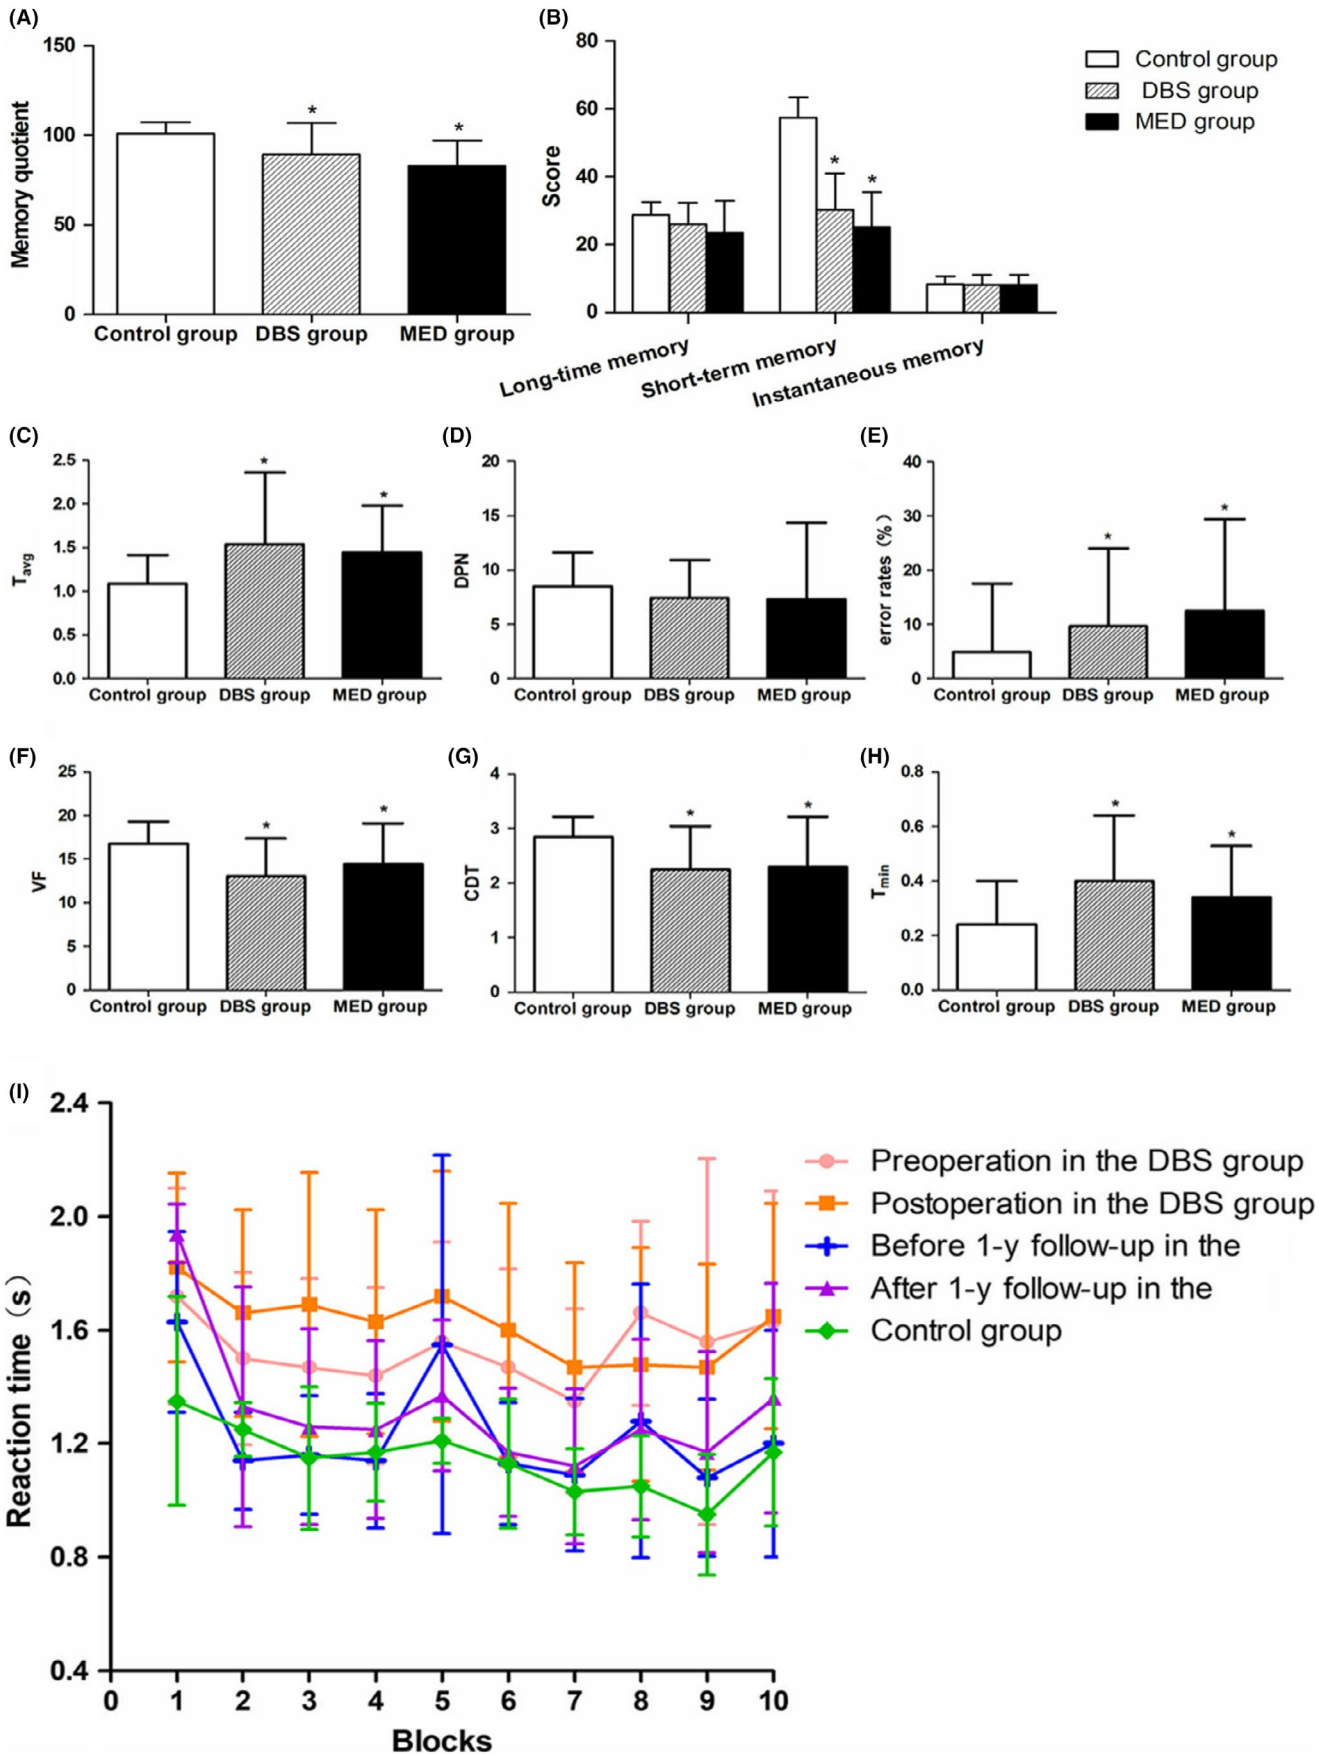 (A)
150
100
50
0
Memory quotient
*
*
Control group DBS group MED group
(B)
80
60
40
20
0
Score
*
*
Long-time memory
Short-term memory
Instantaneous memory
Control group
DBS group
MED group
(C)
2.5
2.0
1.5
1.0
0.5
0.0
Tavg
*
*
Control group DBS group MED group
(D)
20
15
10
5
0
DPN
Control group DBS group MED group
(E)
40
30
20
10
0
error rates (%)
*
*
Control group DBS group MED group
(F)
25
20
15
10
5
0
VF
*
*
Control group DBS group MED group
(G)
4
3
2
1
0
CDT
*
*
Control group DBS group MED group
(H)
0.8
0.6
0.4
0.2
0.0
Tmin
*
*
Control group DBS group MED group
(I)
2.4
2.0
1.6
1.2
0.8
0.4
Reaction time (s)
0 1 2 3 4 5 6 7 8 9 10
Blocks
Preoperation in the DBS group
Postoperation in the DBS group
Before 1-y follow-up in the
After 1-y follow-up in the
Control group